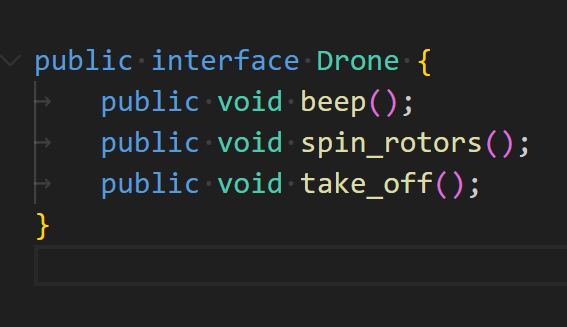 public interface Drone {
    public void beep();
    public void spin_rotors();
    public void take_off();
}